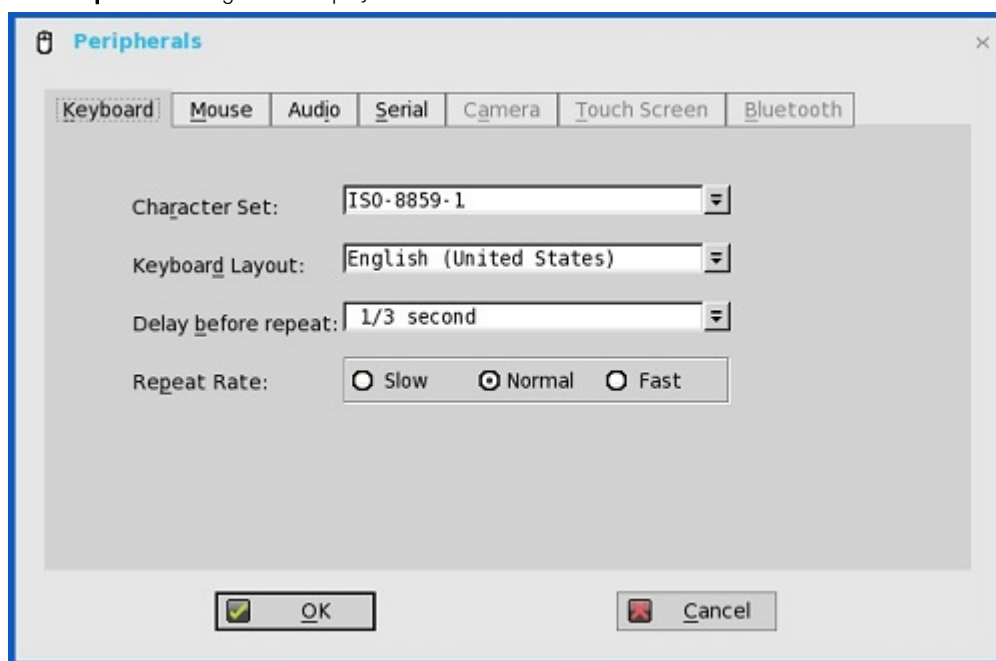 Peripherals
Keyboard Mouse Audio Serial Camera Touch Screen Bluetooth
Character Set: ISO-8859-1
Keyboard Layout: English (United States)
Delay before repeat: 1/3 second
Repeat Rate: Slow Normal Fast
OK Cancel